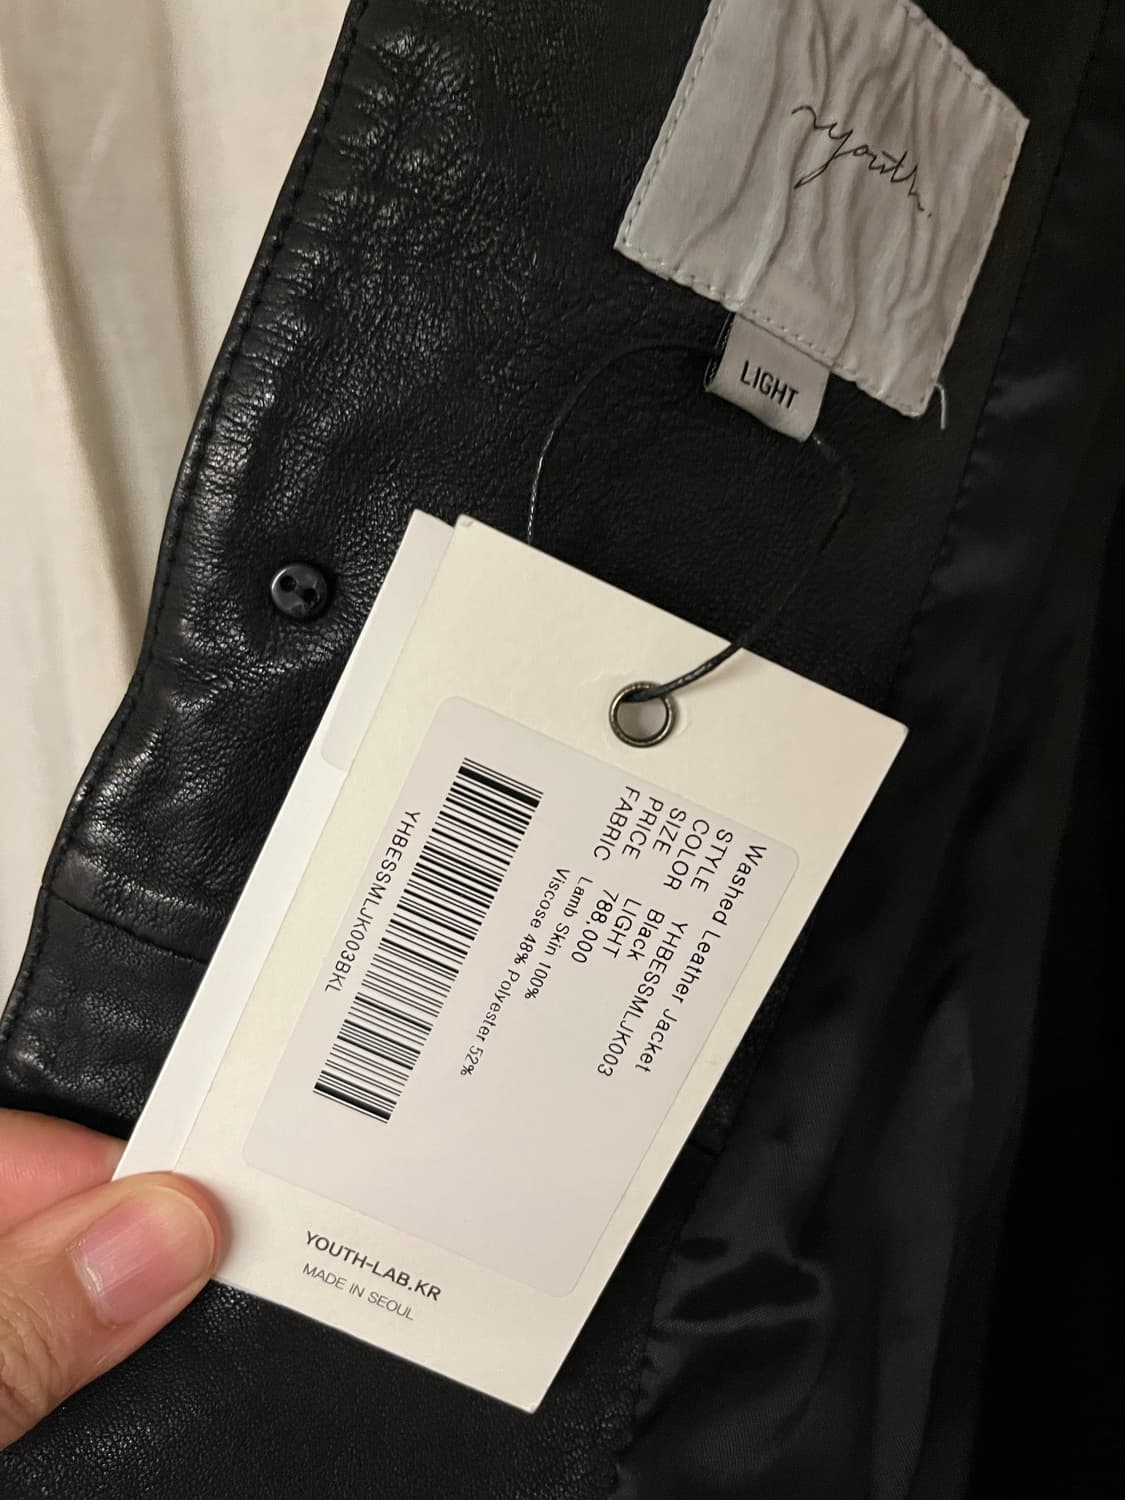 youth.
LIGHT
Washed Leather Jacket
STYLE YHBESSMLJK003
COLOR Black
SIZE LIGHT
PRICE 788,000
FABRIC Lamb Skin 100%
Viscose 48% Polyester 52%
YHBESSMLJK003BKL
YOUTH-LAB.KR
MADE IN SEOUL